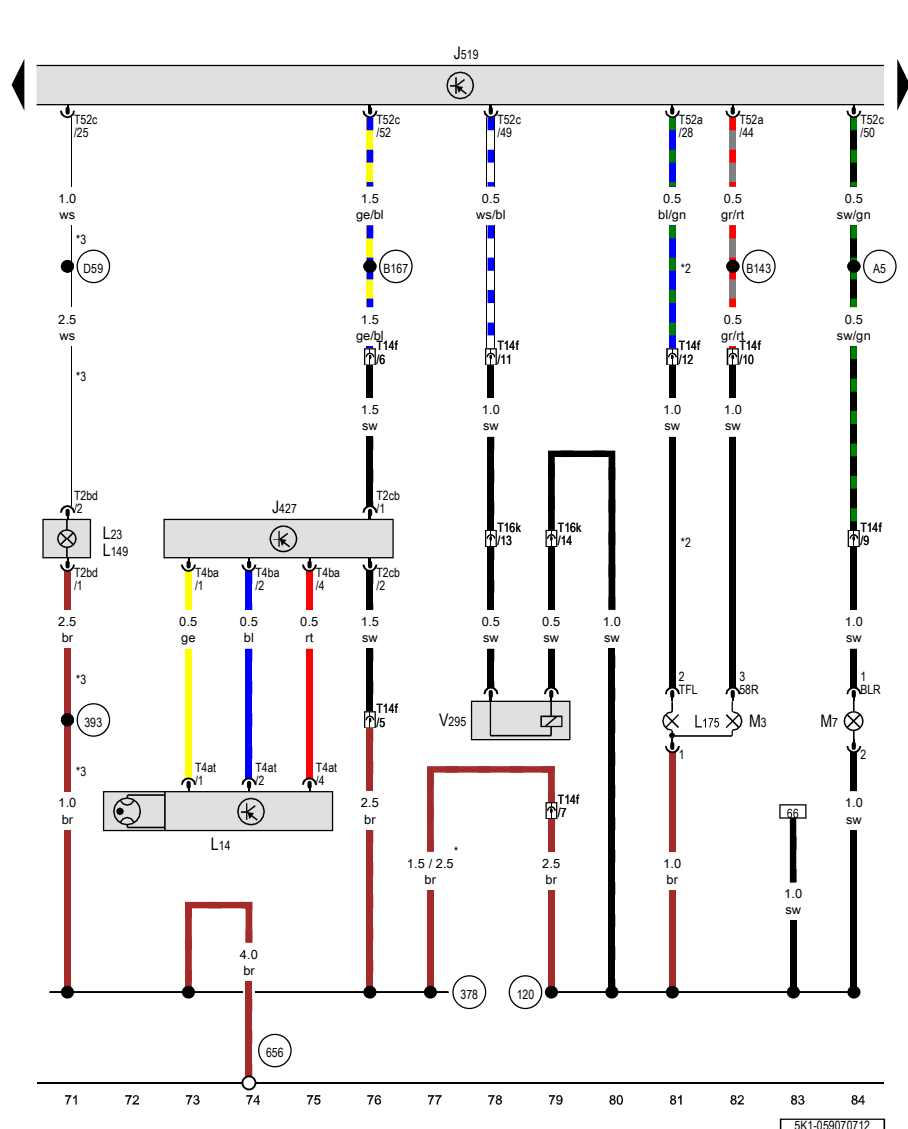 J519
T52c
/25
T52c
/52
T52c
/49
T52a
/28
T52a
/44
T52c
/50
1.0
ws
1.5
ge/bl
0.5
ws/bl
0.5
bl/gn
0.5
gr/rt
0.5
sw/gn
*3
D59
B167
*2
B143
A5
2.5
ws
1.5
ge/bl
0.5
gr/rt
0.5
sw/gn
T14f
/6
T14f
/11
T14f
/12
T14f
/10
*3
1.5
sw
1.0
sw
1.0
sw
1.0
sw
T2bd
/2
J427
T2cb
/1
L23
L149
T16k
/13
T16k
/14
*2
T14f
/9
T2bd
/1
T4ba
/1
T4ba
/2
T4ba
/4
T2cb
/2
2.5
br
0.5
ge
0.5
bl
0.5
rt
1.5
sw
0.5
sw
0.5
sw
1.0
sw
1.0
sw
*3
2
TFL
3
58R
1
BLR
393
T14f
/5
V295
L175
M3
M7
1
2
*3
T4at
/1
T4at
/2
T4at
/4
1.0
br
2.5
br
T14f
/7
66
1.0
sw
L14
1.5 / 2.5 *
br
2.5
br
1.0
br
1.0
sw
4.0
br
378
120
656
71 72 73 74 75 76 77 78 79 80 81 82 83 84
5K1-059070712